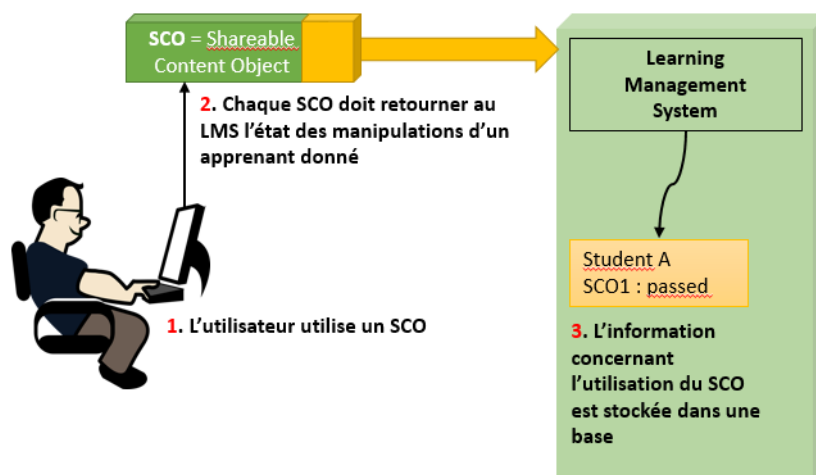 SCO = Shareable
Content Object
Learning
Management
System
2. Chaque SCO doit retourner au
LMS l’état des manipulations d’un
apprenant donné
Student A
SCO1 : passed
1. L’utilisateur utilise un SCO
3. L’information
concernant
l’utilisation du SCO
est stockée dans une
base